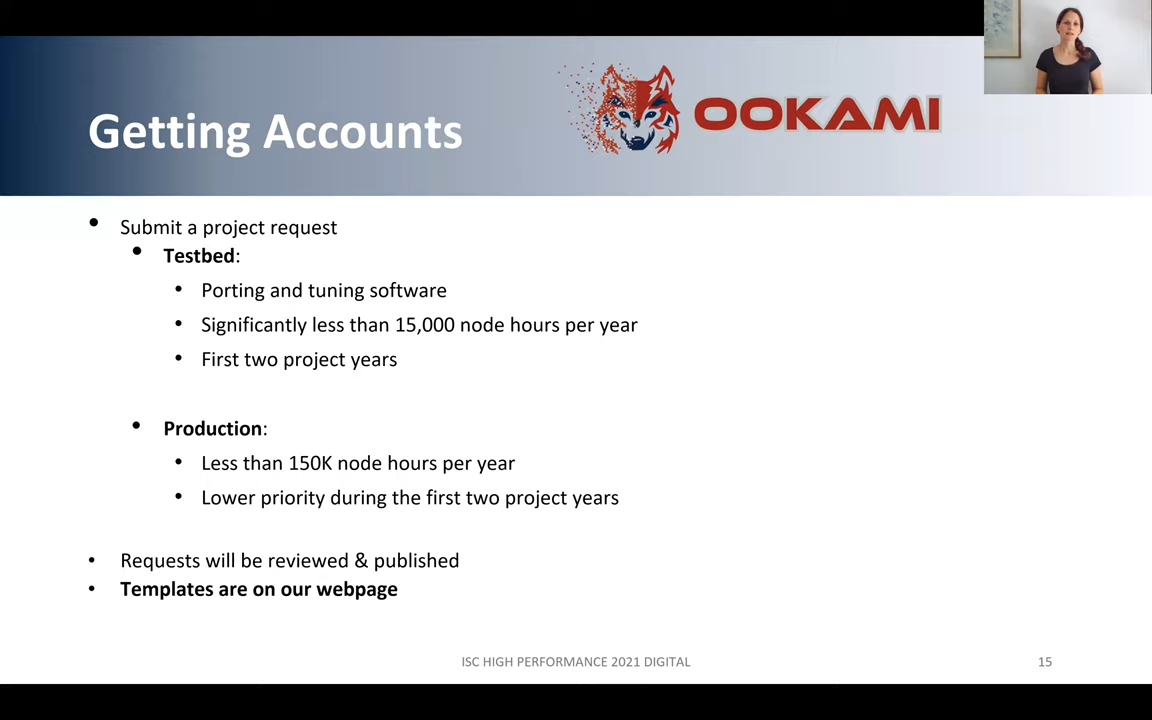 OOKAMI
Getting Accounts
• Submit a project request
• Testbed:
• Porting and tuning software
• Significantly less than 15,000 node hours per year
• First two project years
• Production:
• Less than 150K node hours per year
• Lower priority during the first two project years
• Requests will be reviewed & published
• Templates are on our webpage
ISC HIGH PERFORMANCE 2021 DIGITAL
15